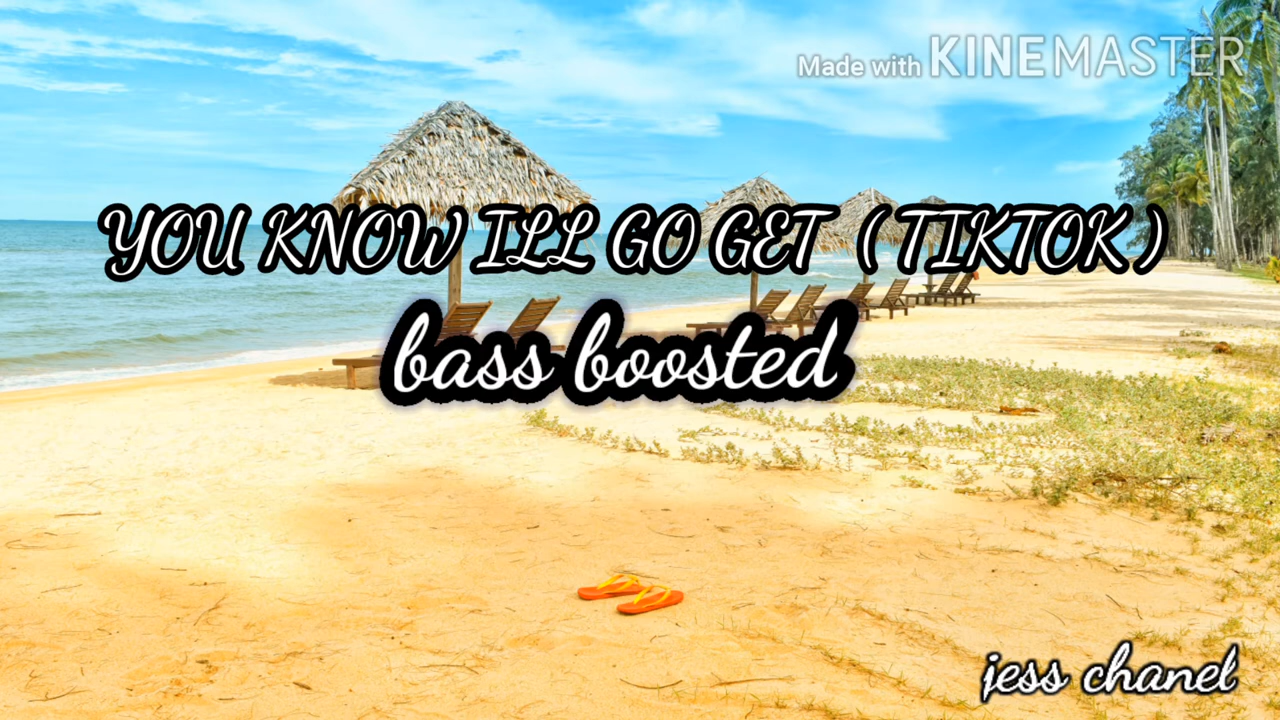 Made with KINEMASTER
YOU KNOW ILL GO GET ( TIKTOK )
bass boosted
jess chanel